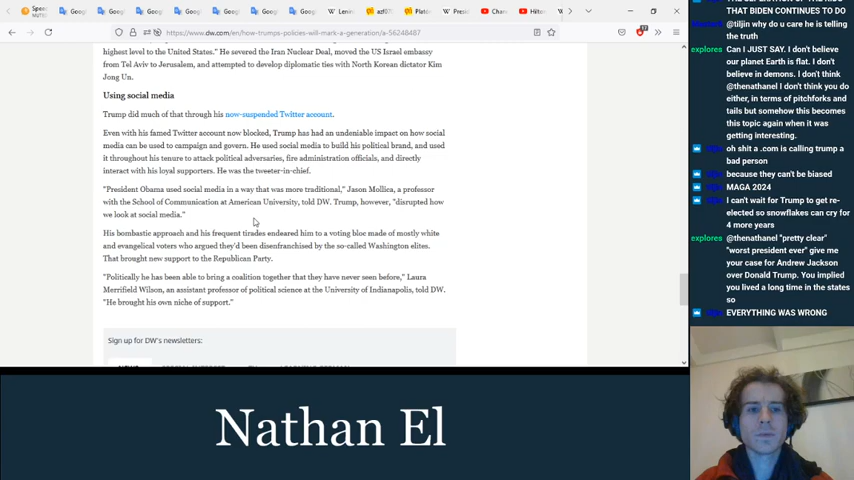 Speed
Goog
Goog
Goog
Goog
Goog
Goog
Goog
Lenin
azf07
Plato
Presi
Chan
Hilton
https://www.dw.com/en/how-trumps-policies-will-mark-a-generation/a-56248487
highest level to the United States." He severed the Iran Nuclear Deal, moved the US Israel embassy
from Tel Aviv to Jerusalem, and attempted to develop diplomatic ties with North Korean dictator Kim
Jong Un.
Using social media
Trump did much of that through his now-suspended Twitter account.
Even with his famed Twitter account now blocked, Trump has had an undeniable impact on how social
media can be used to campaign and govern. He used social media to build his political brand, and used
it throughout his tenure to attack political adversaries, fire administration officials, and directly
interact with his loyal supporters. He was the tweeter-in-chief.
"President Obama used social media in a way that was more traditional," Jason Mollica, a professor
with the School of Communication at American University, told DW. Trump, however, "disrupted how
we look at social media."
His bombastic approach and his frequent tirades endeared him to a voting bloc made of mostly white
and evangelical voters who argued they'd been disenfranchised by the so-called Washington elites.
That brought new support to the Republican Party.
"Politically he has been able to bring a coalition together that they have never seen before," Laura
Merrifield Wilson, an assistant professor of political science at the University of Indianapolis, told DW.
"He brought his own niche of support."
Sign up for DW's newsletters:
THAT BIDEN CONTINUES TO DO
@tiljin why do u care he is telling
the truth
explores Can I JUST SAY. I don't believe
our planet Earth is flat. I don't
believe in demons. I don't think
@thenathanel I don't think you do
either, in terms of pitchforks and
tails but somehow this becomes
this topic again when it was
getting interesting.
oh shit a .com is calling trump a
bad person
because they can't be biased
MAGA 2024
I can't wait for Trump to get re-
elected so snowflakes can cry for
4 more years
explores @thenathanel "pretty clear"
"worst president ever" give me
your case for Andrew Jackson
over Donald Trump. You implied
you lived a long time in the states
so
EVERYTHING WAS WRONG
Nathan El